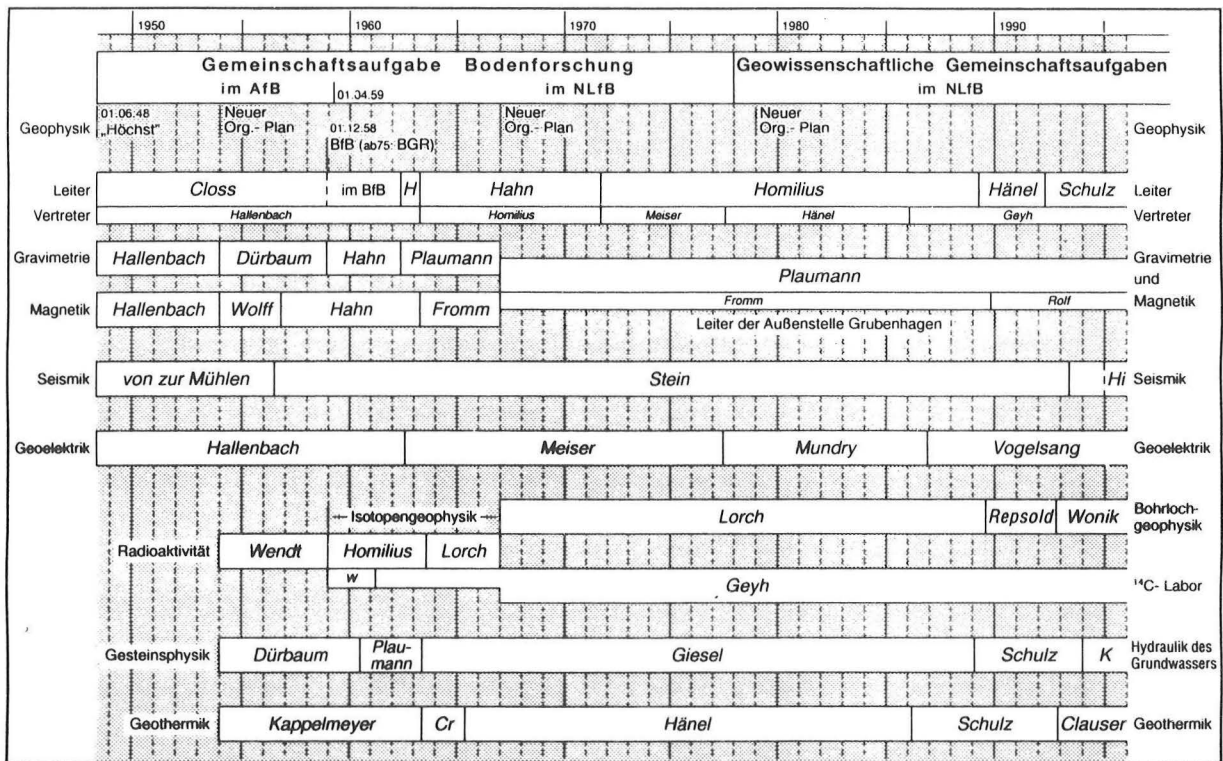 1950 1960 1970 1980 1990
Gemeinschaftsaufgabe Bodenforschung Geowissenschaftliche Gemeinschaftsaufgaben
im AfB im NLfB im NLfB
01.04.59
Geophysik 01.06.48 Neuer Neuer Neuer Geophysik
„Höchst" Org.- Plan 01.12.58 Org.- Plan Org.- Plan
BfB (ab75: BGR)
Leiter Closs im BfB H Hahn Homilius Hänel Schulz Leiter
Vertreter Hallenbach Homilius Meiser Hänel Geyh Vertreter
Gravimetrie Hallenbach Dürbaum Hahn Plaumann Gravimetrie
Plaumann und
Magnetik Hallenbach Wolff Hahn Fromm Fromm Rolf Magnetik
Leiter der Außenstelle Grubenhagen
Seismik von zur Mühlen Stein Hi Seismik
Geoelektrik Hallenbach Meiser Mundry Vogelsang Geoelektrik
Isotopengeophysik Lorch Repsold Wonik Bohrloch-
geophysik
Radioaktivität Wendt Homilius Lorch
W Geyh ¹⁴C- Labor
Gesteinsphysik Dürbaum Plau-
mann Giesel Schulz K Hydraulik des
Grundwassers
Geothermik Kappelmeyer Cr Hänel Schulz Clauser Geothermik